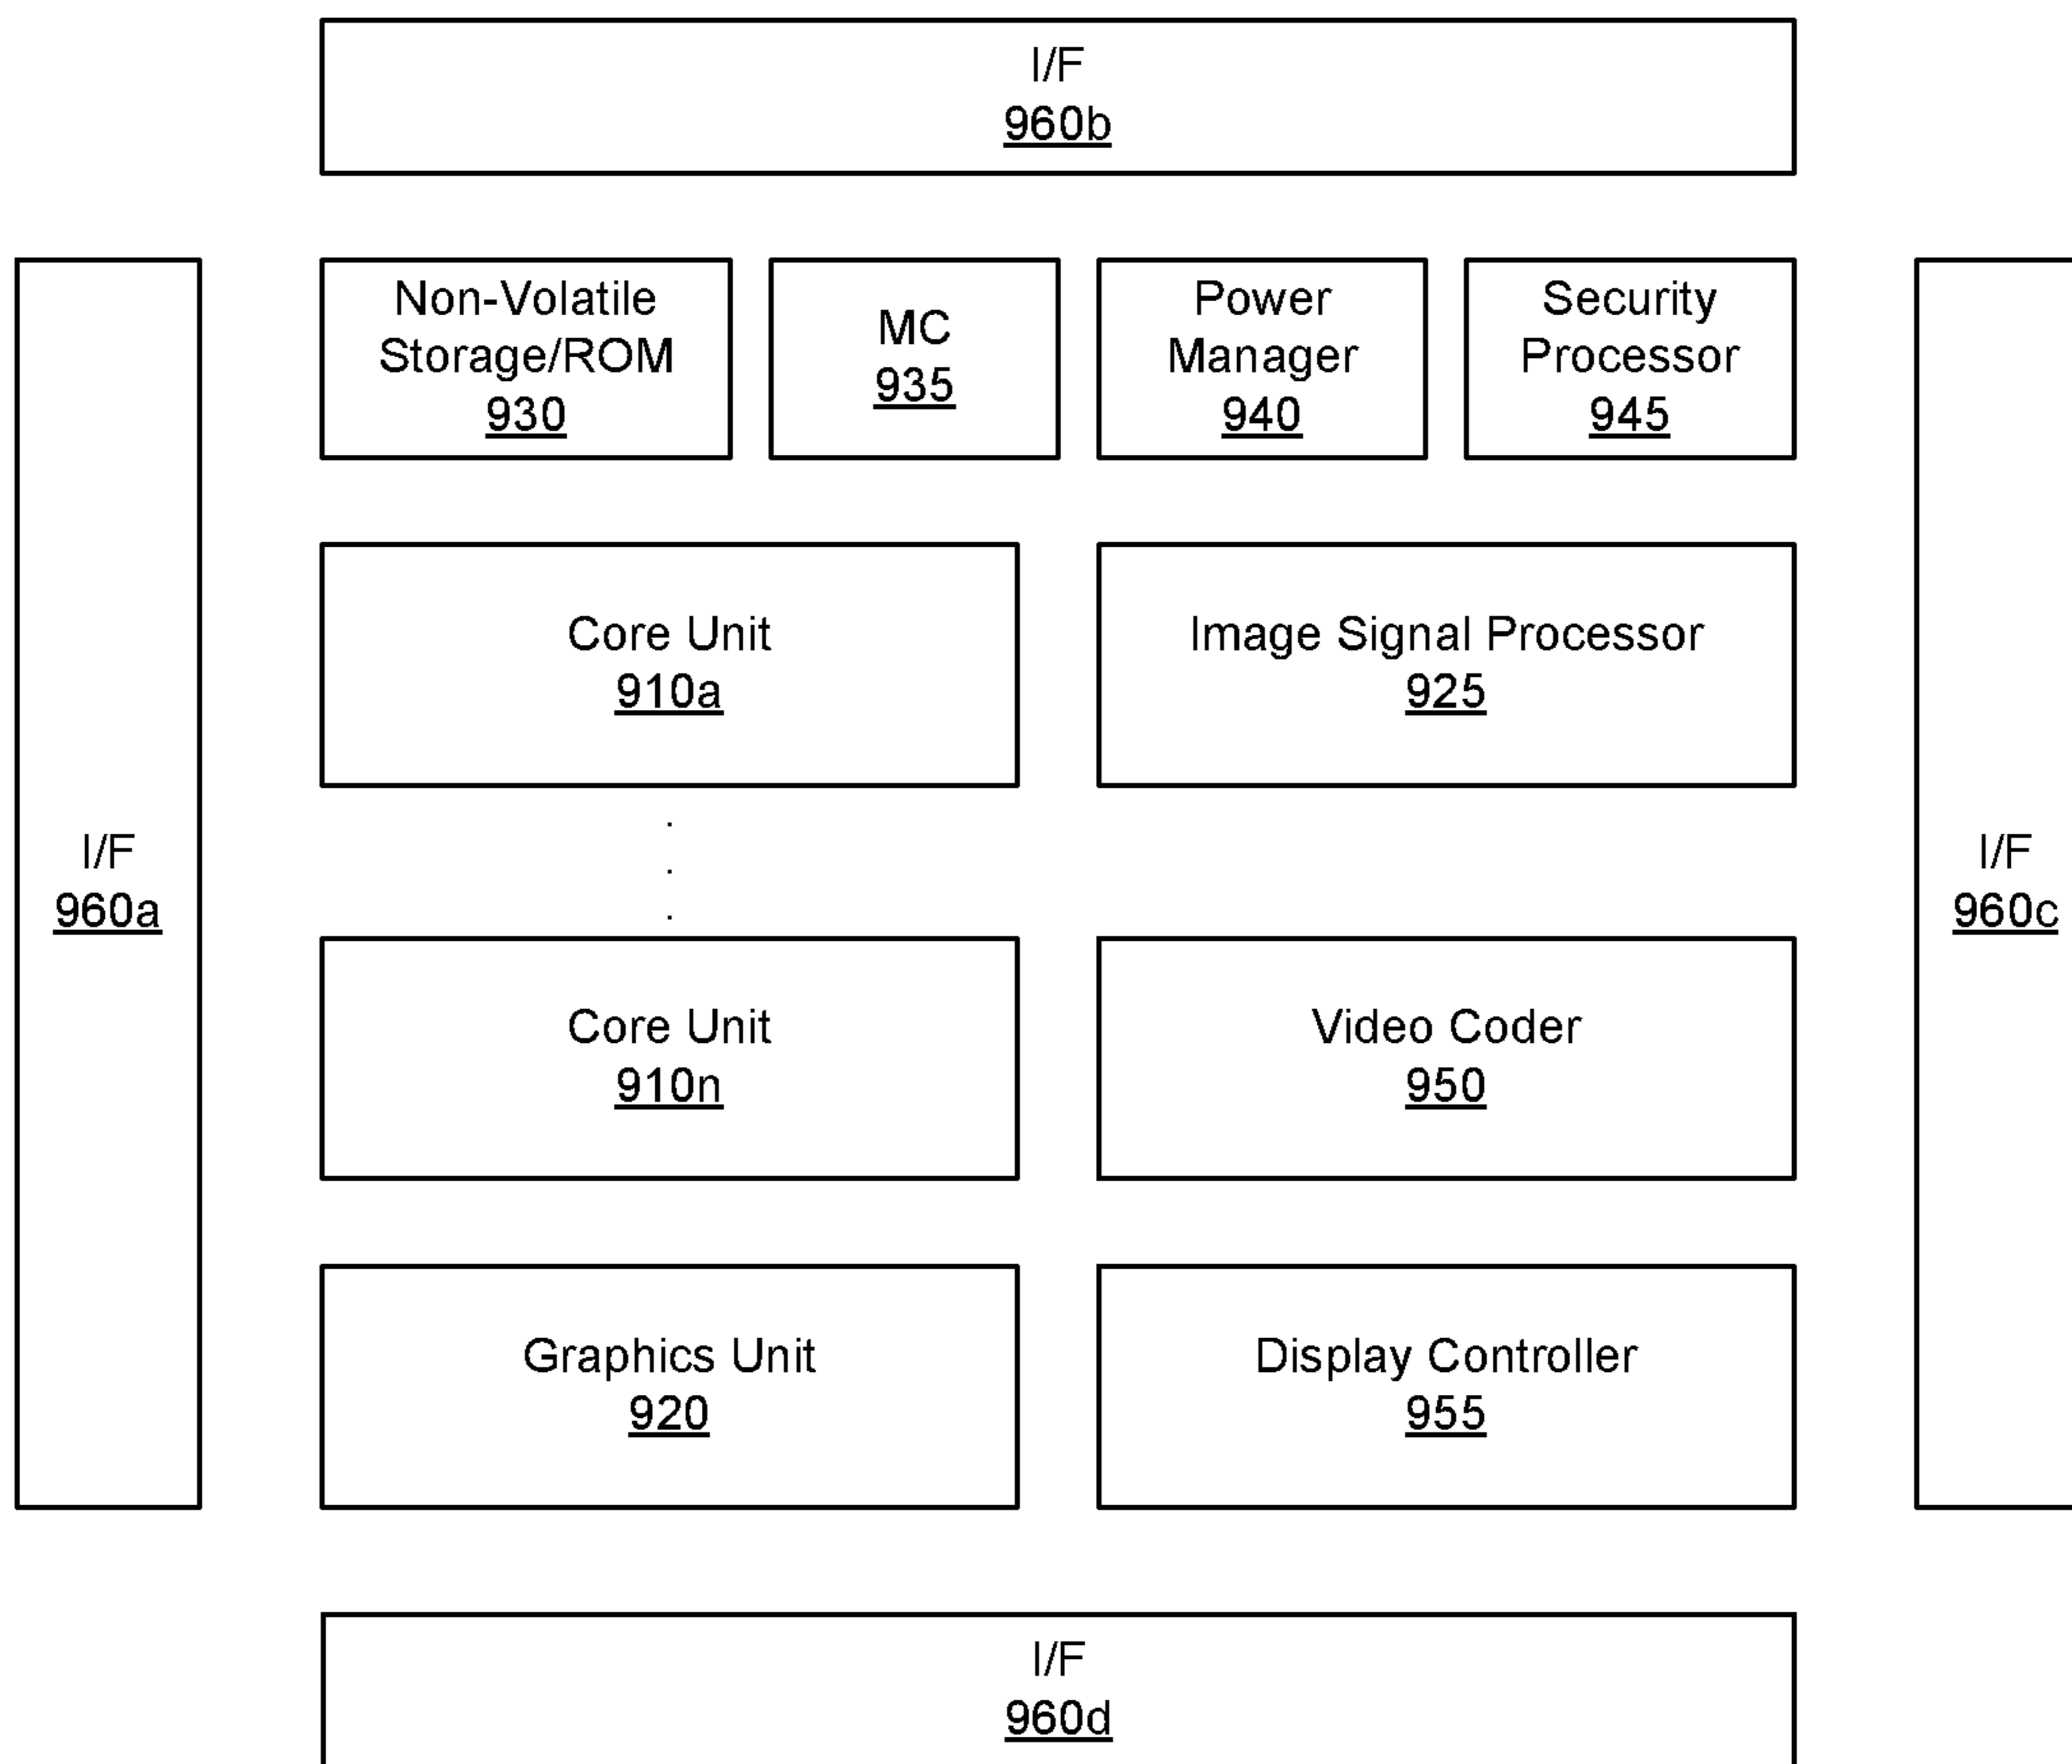 I/F
960b
Non-Volatile
Storage/ROM
930
MC
935
Power
Manager
940
Security
Processor
945
Core Unit
910a
Image Signal Processor
925
I/F
960a
.
.
.
I/F
960c
Core Unit
910n
Video Coder
950
Graphics Unit
920
Display Controller
955
I/F
960d